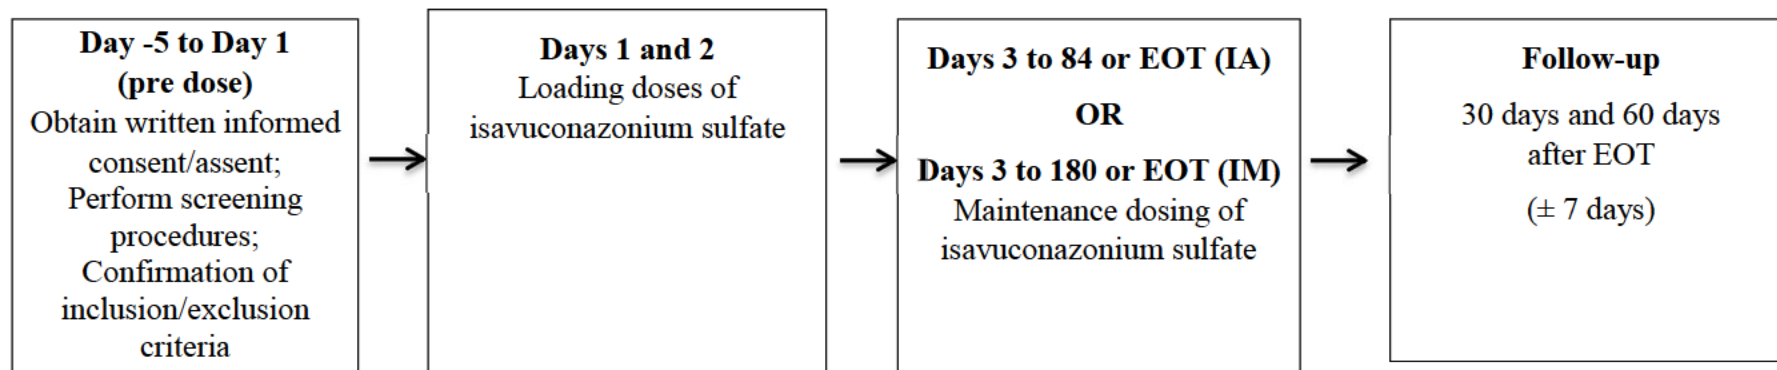 Day -5 to Day 1
(pre dose)
Obtain written informed
consent/assent;
Perform screening
procedures;
Confirmation of
inclusion/exclusion
criteria
Days 1 and 2
Loading doses of
isavuconazonium sulfate
Days 3 to 84 or EOT (IA)
OR
Days 3 to 180 or EOT (IM)
Maintenance dosing of
isavuconazonium sulfate
Follow-up
30 days and 60 days
after EOT
(± 7 days)